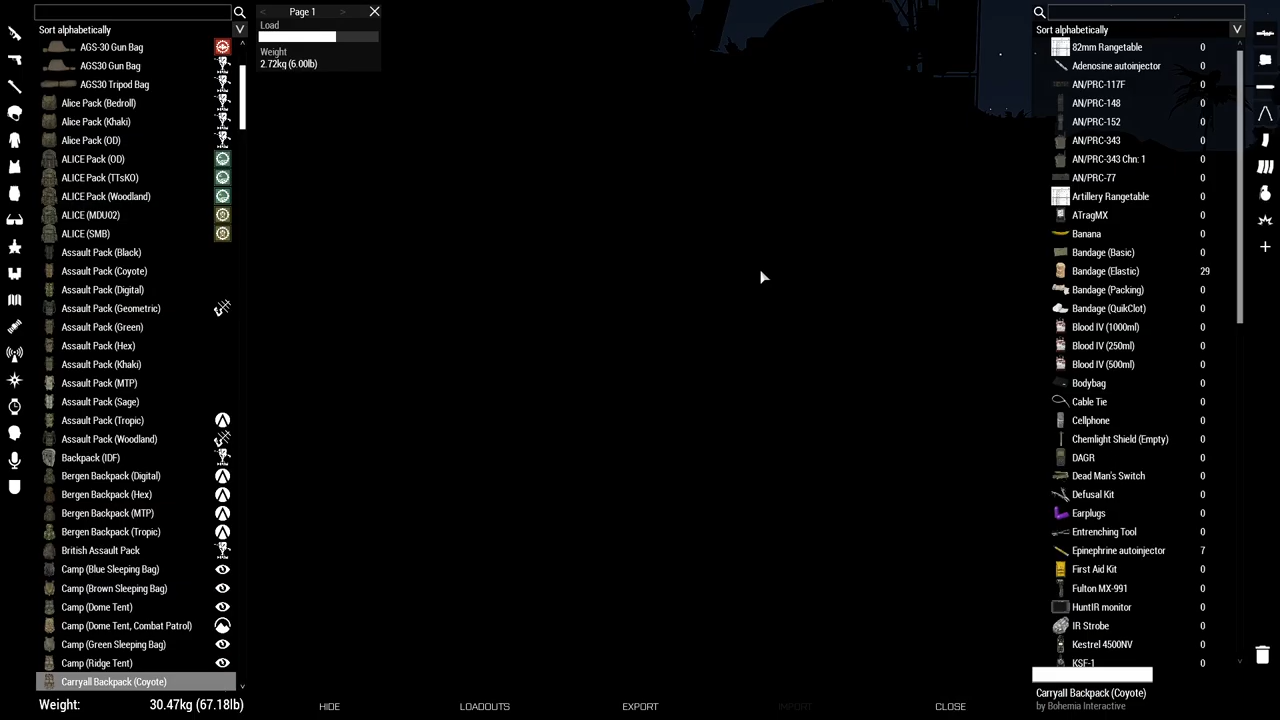 Sort alphabetically
AGS-30 Gun Bag
AGS30 Gun Bag
AGS30 Tripod Bag
Alice Pack (Bedroll)
Alice Pack (Khaki)
Alice Pack (OD)
ALICE Pack (OD)
ALICE Pack (TTsKO)
ALICE Pack (Woodland)
ALICE (MDU02)
ALICE (SMB)
Assault Pack (Black)
Assault Pack (Coyote)
Assault Pack (Digital)
Assault Pack (Geometric)
Assault Pack (Green)
Assault Pack (Hex)
Assault Pack (Khaki)
Assault Pack (MTP)
Assault Pack (Sage)
Assault Pack (Tropic)
Assault Pack (Woodland)
Backpack (IDF)
Bergen Backpack (Digital)
Bergen Backpack (Hex)
Bergen Backpack (MTP)
Bergen Backpack (Tropic)
British Assault Pack
Camp (Blue Sleeping Bag)
Camp (Brown Sleeping Bag)
Camp (Dome Tent)
Camp (Dome Tent, Combat Patrol)
Camp (Green Sleeping Bag)
Camp (Ridge Tent)
Carryall Backpack (Coyote)
Weight: 30.47kg (67.18lb)
< Page 1 >
Load
Weight
2.72kg (6.00lb)
HIDE
LOADOUTS
EXPORT
IMPORT
CLOSE
Sort alphabetically
82mm Rangetable 0
Adenosine autoinjector 0
AN/PRC-117F 0
AN/PRC-148 0
AN/PRC-152 0
AN/PRC-343 0
AN/PRC-343 Chn: 1 0
AN/PRC-77 0
Artillery Rangetable 0
ATragMX 0
Banana 0
Bandage (Basic) 0
Bandage (Elastic) 29
Bandage (Packing) 0
Bandage (QuikClot) 0
Blood IV (1000ml) 0
Blood IV (250ml) 0
Blood IV (500ml) 0
Bodybag 0
Cable Tie 0
Cellphone 0
Chemlight Shield (Empty) 0
DAGR 0
Dead Man's Switch 0
Defusal Kit 0
Earplugs 0
Entrenching Tool 0
Epinephrine autoinjector 7
First Aid Kit 0
Fulton MX-991 0
HuntIR monitor 0
IR Strobe 0
Kestrel 4500NV 0
KSF-1 0
Carryall Backpack (Coyote)
by Bohemia Interactive